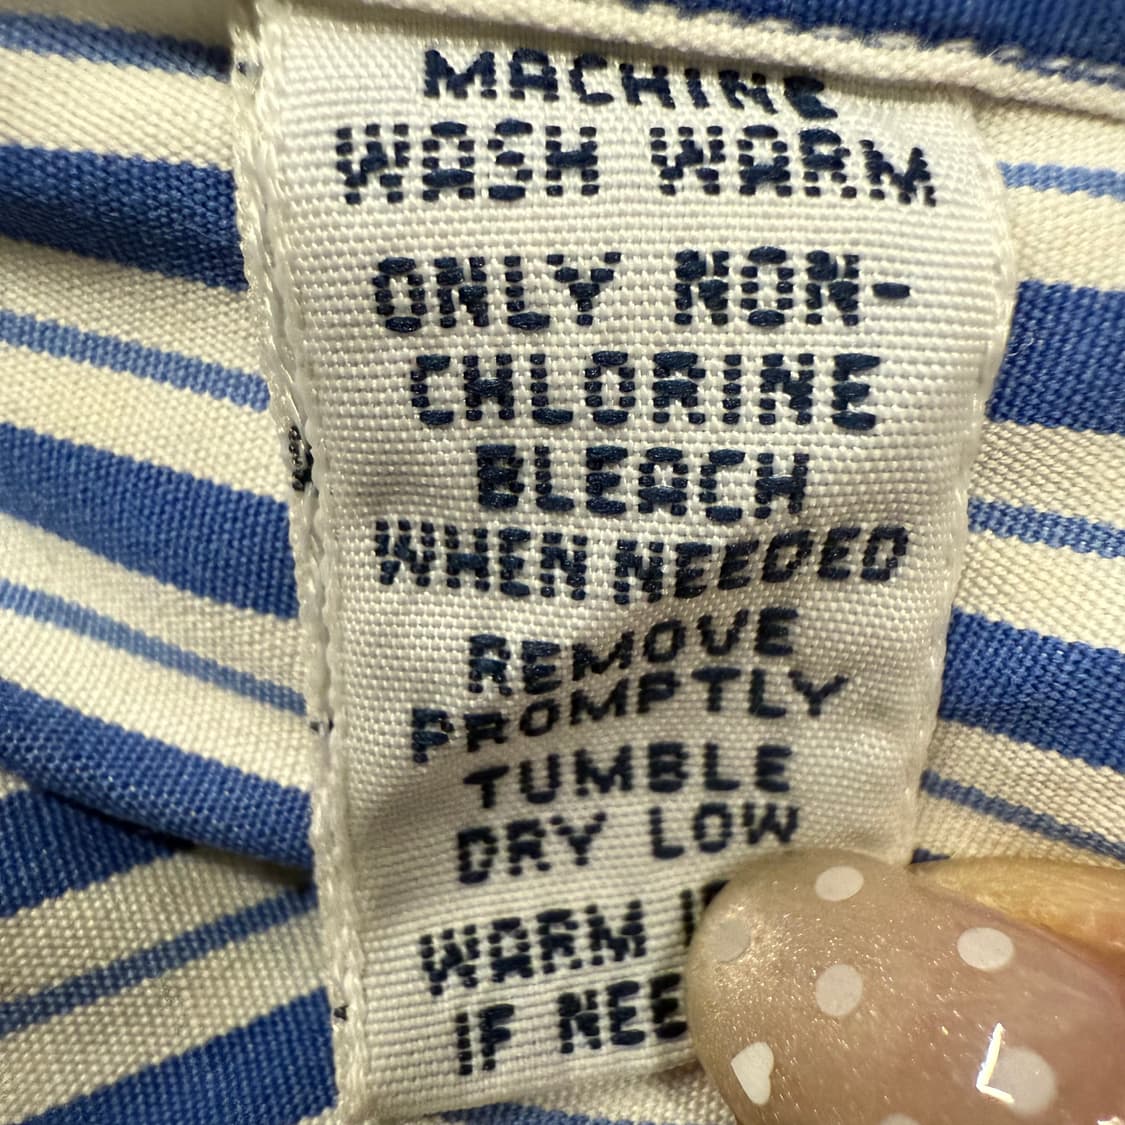 MACHINE
WASH WARM
ONLY NON-
CHLORINE
BLEACH
WHEN NEEDED
REMOVE
PROMPTLY
TUMBLE
DRY LOW
WARM
IF